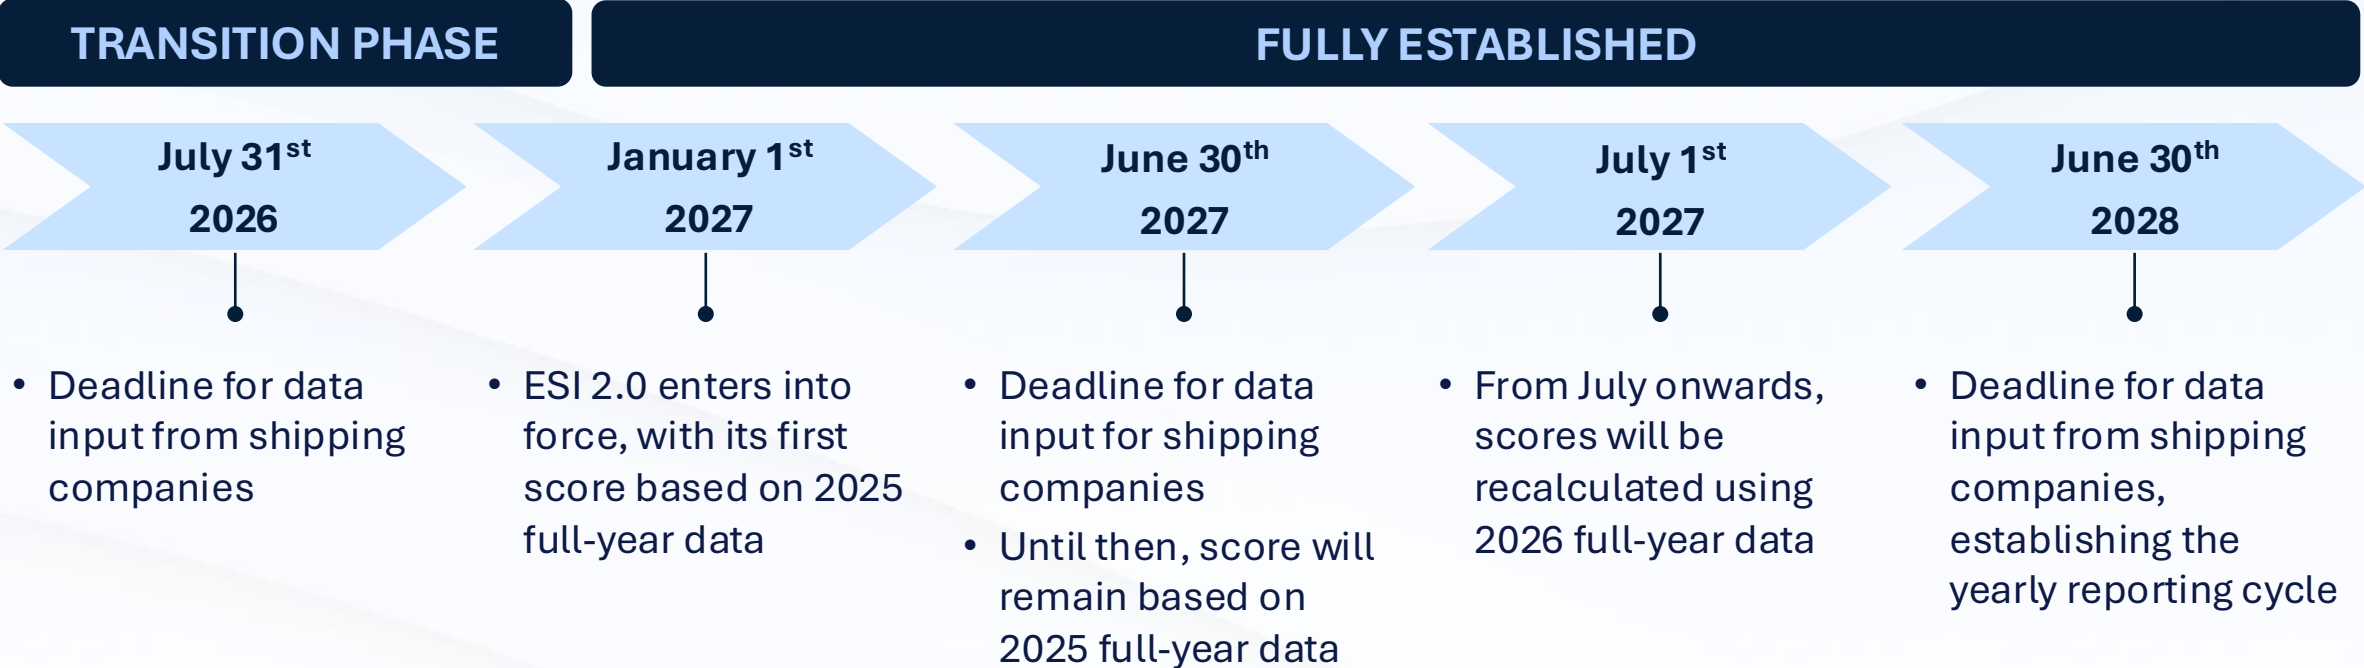 TRANSITION PHASE
FULLY ESTABLISHED
July 31st
2026
January 1st
2027
June 30th
2027
July 1st
2027
June 30th
2028
• Deadline for data
input from shipping
companies
• ESI 2.0 enters into
force, with its first
score based on 2025
full-year data
• Deadline for data
input for shipping
companies
• Until then, score will
remain based on
2025 full-year data
• From July onwards,
scores will be
recalculated using
2026 full-year data
• Deadline for data
input from shipping
companies,
establishing the
yearly reporting cycle